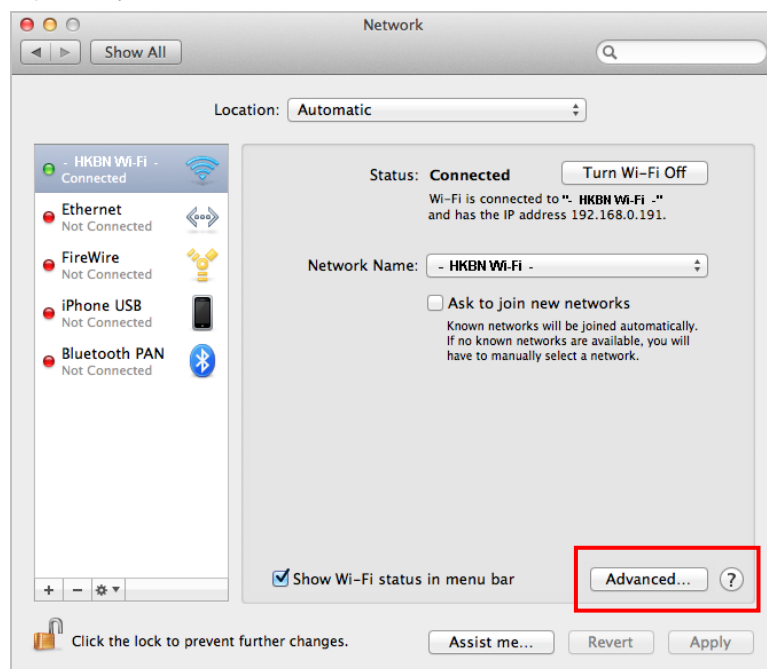 Network
Show All
Location: Automatic
- HKBN Wi-Fi -
Connected
Ethernet
Not Connected
FireWire
Not Connected
iPhone USB
Not Connected
Bluetooth PAN
Not Connected
Status: Connected
Turn Wi-Fi Off
Wi-Fi is connected to "- HKBN Wi-Fi -"
and has the IP address 192.168.0.191.
Network Name: - HKBN Wi-Fi -
Ask to join new networks
Known networks will be joined automatically.
If no known networks are available, you will
have to manually select a network.
Show Wi-Fi status in menu bar
Advanced... ?
+ −
Click the lock to prevent further changes.
Assist me... Revert Apply